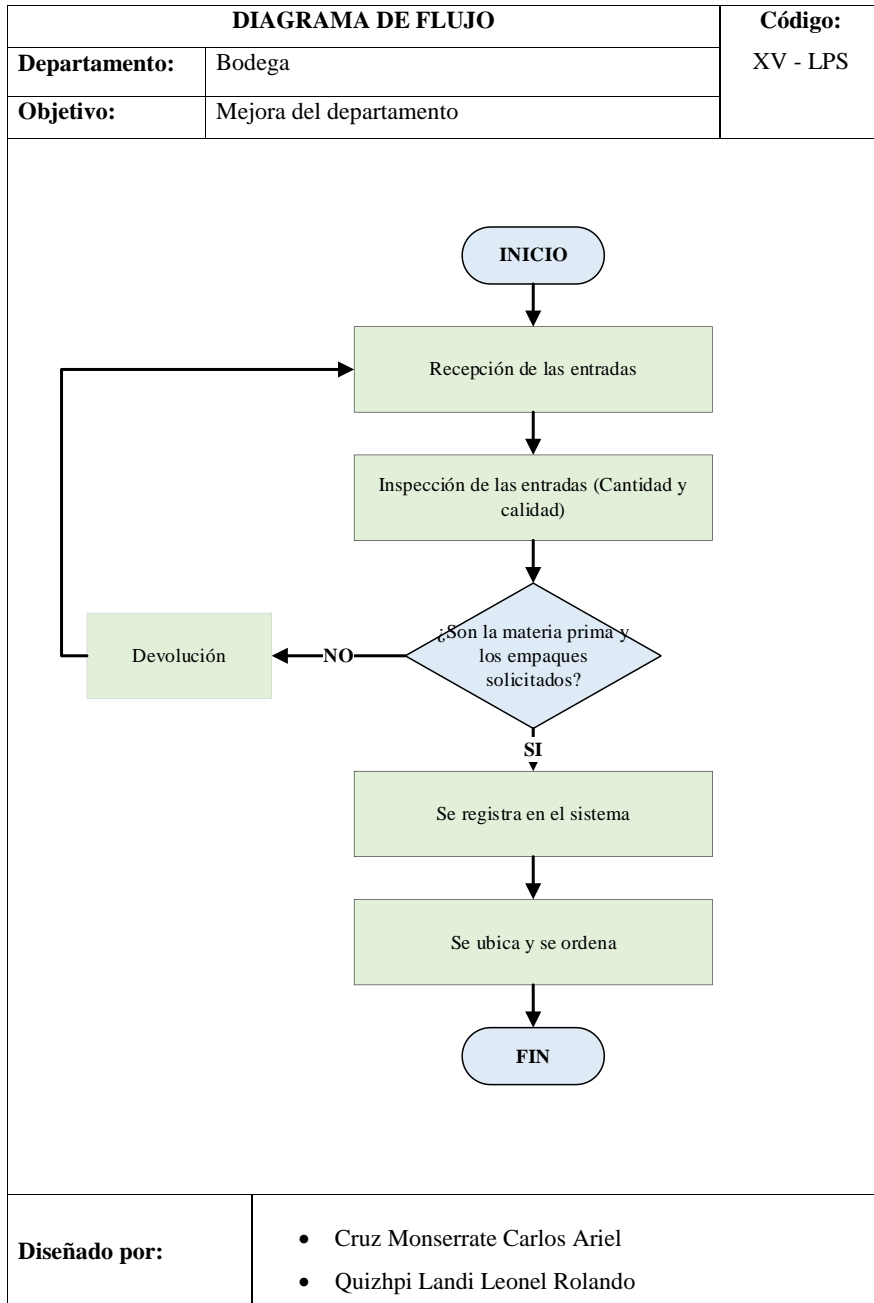 DIAGRAMA DE FLUJO
Código:
Departamento:
Bodega
XV - LPS
Objetivo:
Mejora del departamento
INICIO
Recepción de las entradas
Inspección de las entradas (Cantidad y
calidad)
¿Son la materia prima y
los empaques
solicitados?
Devolución
NO
SI
Se registra en el sistema
Se ubica y se ordena
FIN
Diseñado por:
• Cruz Monserrate Carlos Ariel
• Quizhpi Landi Leonel Rolando